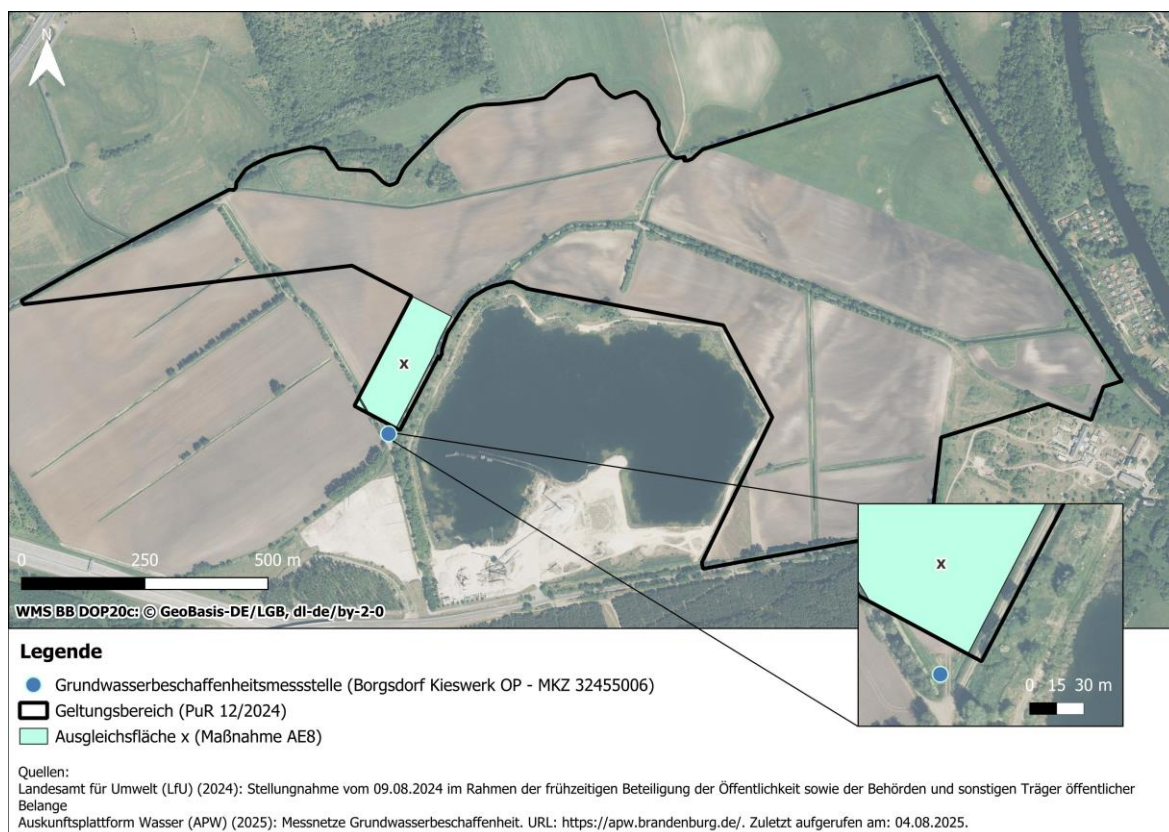 N
x
0 250 500 m
WMS BB DOP20c: © GeoBasis-DE/LGB, dl-de/by-2-0
x
0 15 30 m
Legende
Grundwasserbeschaffenheitsmessstelle (Borgsdorf Kieswerk OP - MKZ 32455006)
Geltungsbereich (PuR 12/2024)
Ausgleichsfläche x (Maßnahme AE8)
Quellen:
Landesamt für Umwelt (LfU) (2024): Stellungnahme vom 09.08.2024 im Rahmen der frühzeitigen Beteiligung der Öffentlichkeit sowie der Behörden und sonstigen Träger öffentlicher
Belange
Auskunftsplattform Wasser (APW) (2025): Messnetze Grundwasserbeschaffenheit. URL: https://apw.brandenburg.de/. Zuletzt aufgerufen am: 04.08.2025.